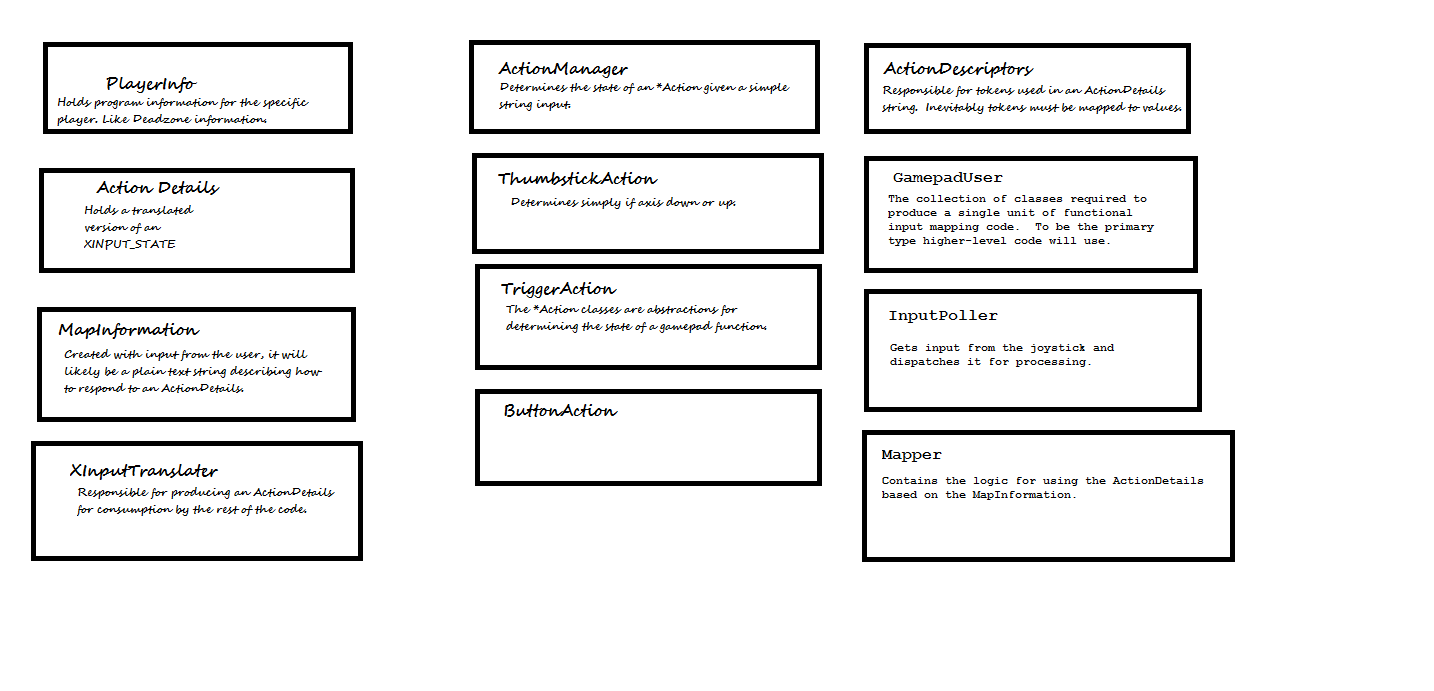 PlayerInfo
Holds program information for the specific
player. Like Deadzone information.
Action Details
Holds a translated
version of an
XINPUT_STATE
MapInformation
Created with input from the user, it will
likely be a plain text string describing how
to respond to an ActionDetails.
XInputTranslater
Responsible for producing an ActionDetails
for consumption by the rest of the code.
ActionManager
Determines the state of an *Action given a simple
string input.
ThumbstickAction
Determines simply if axis down or up.
TriggerAction
The *Action classes are abstractions for
determining the state of a gamepad function.
ButtonAction
ActionDescriptors
Responsible for tokens used in an ActionDetails
string. Inevitably tokens must be mapped to values.
GamepadUser
The collection of classes required to
produce a single unit of functional
input mapping code. To be the primary
type higher-level code will use.
InputPoller
Gets input from the joystick and
dispatches it for processing.
Mapper
Contains the logic for using the ActionDetails
based on the MapInformation.